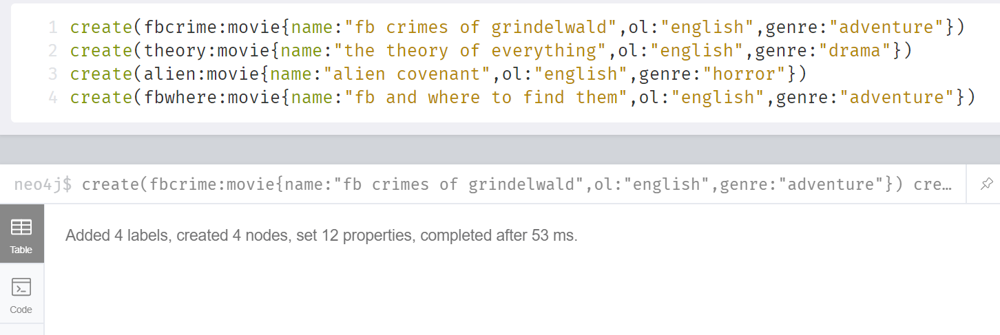 1 create(fbcrime:movie{name:"fb crimes of grindelwald",ol:"english",genre:"adventure"})
2 create(theory:movie{name:"the theory of everything",ol:"english",genre:"drama"})
3 create(alien:movie{name:"alien covenant",ol:"english",genre:"horror"})
4 create(fbwhere:movie{name:"fb and where to find them",ol:"english",genre:"adventure"})
neo4j$ create(fbcrime:movie{name:"fb crimes of grindelwald",ol:"english",genre:"adventure"}) cre…
Added 4 labels, created 4 nodes, set 12 properties, completed after 53 ms.
Table
Code